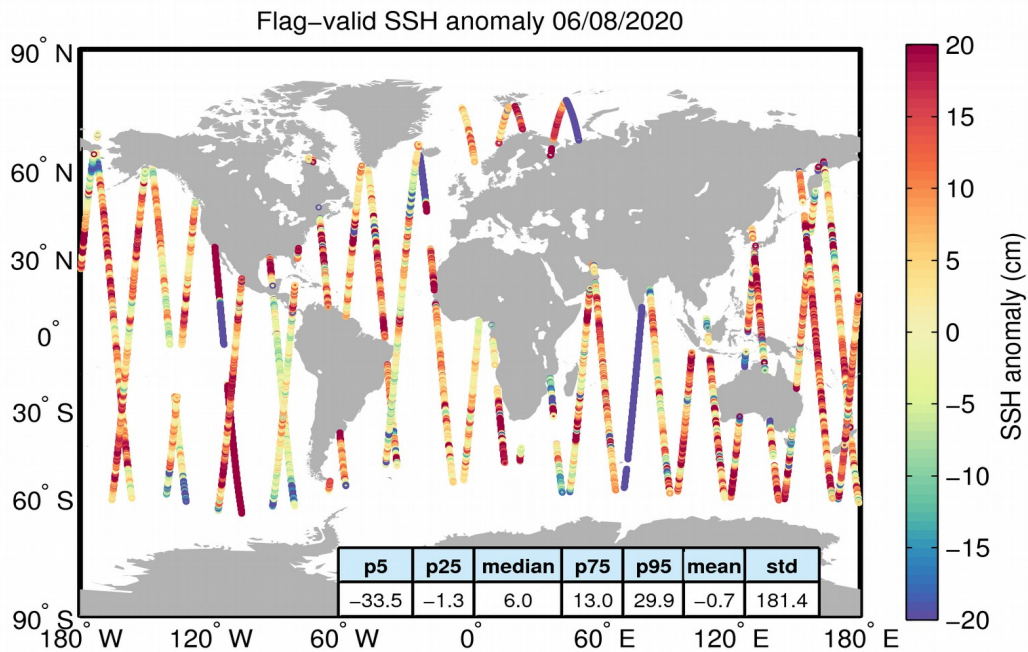 Flag−valid SSH anomaly 06/08/2020
90° N
60° N
30° N
0°
30° S
60° S
90° S
180° W
120° W
60° W
0°
60° E
120° E
180° E
p5 p25 median p75 p95 mean std
−33.5 −1.3 6.0 13.0 29.9 −0.7 181.4
20
15
10
5
0
−5
−10
−15
−20
SSH anomaly (cm)